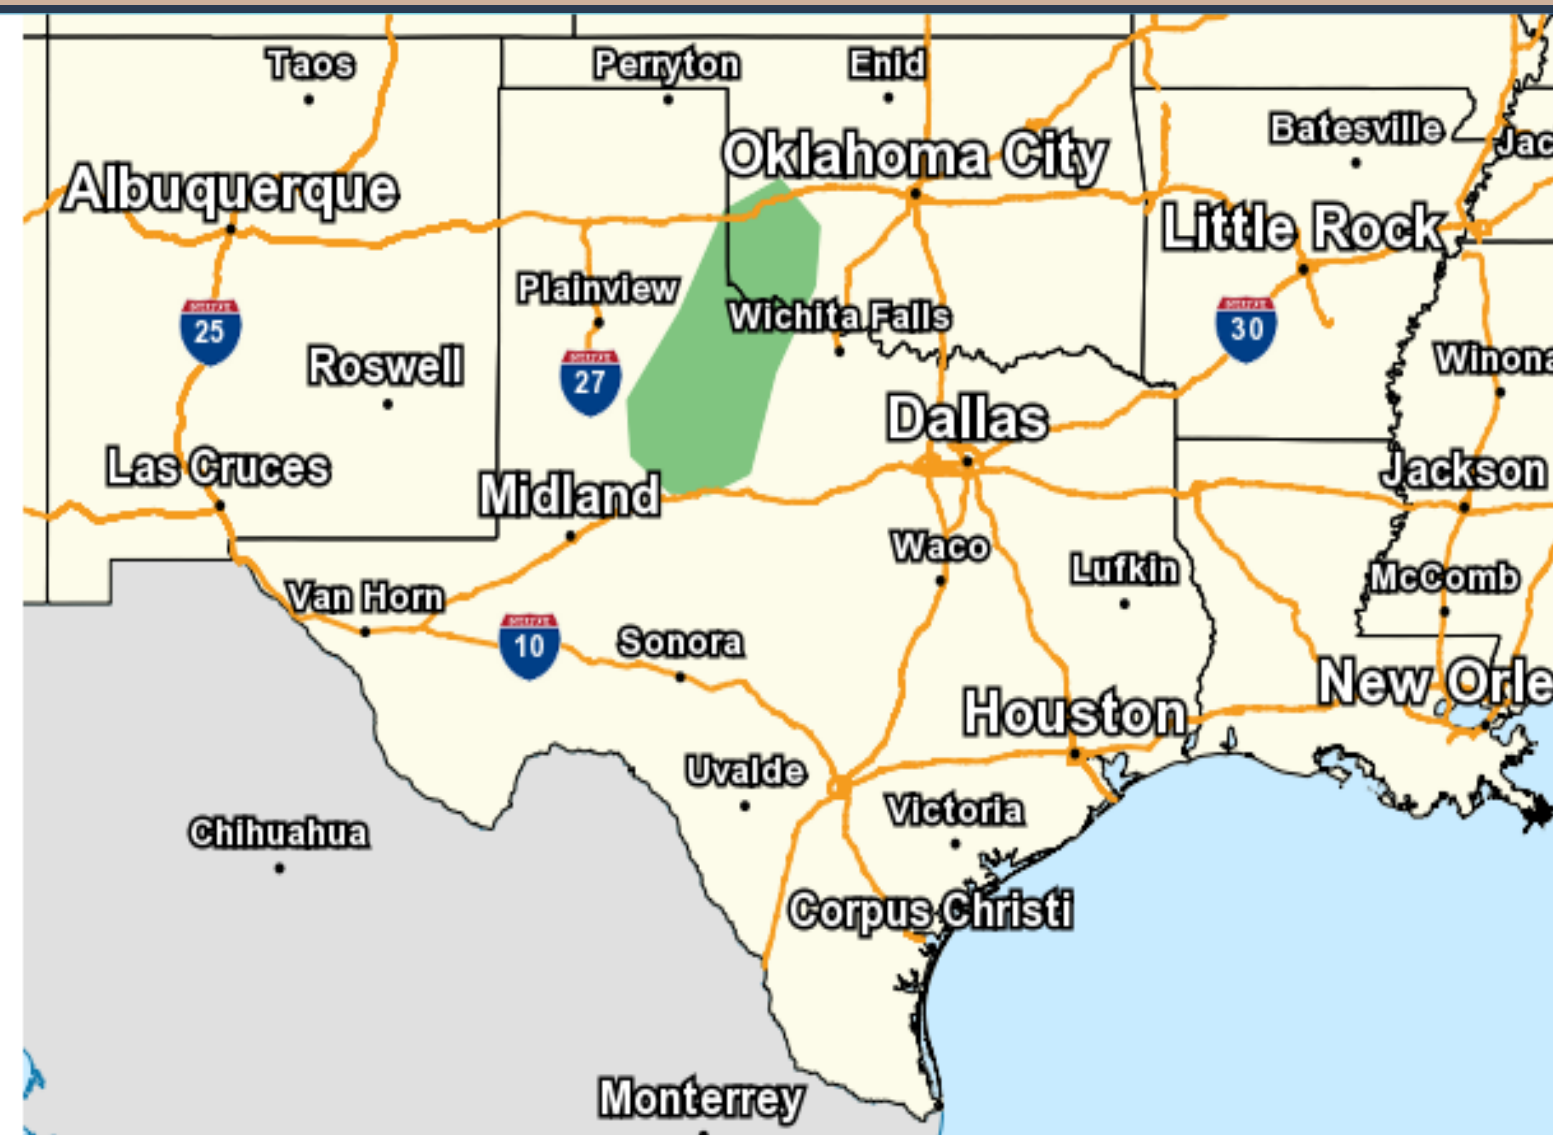 Taos
Perryton
Enid
Oklahoma City
Batesville
Jac
Albuquerque
Little Rock
Plainview
Wichita Falls
25
30
Roswell
27
Winona
Dallas
Las Cruces
Midland
Jackson
Waco
Lufkin
McComb
Van Horn
10
Sonora
New Orle
Houston
Uvalde
Victoria
Chihuahua
Corpus Christi
Monterrey